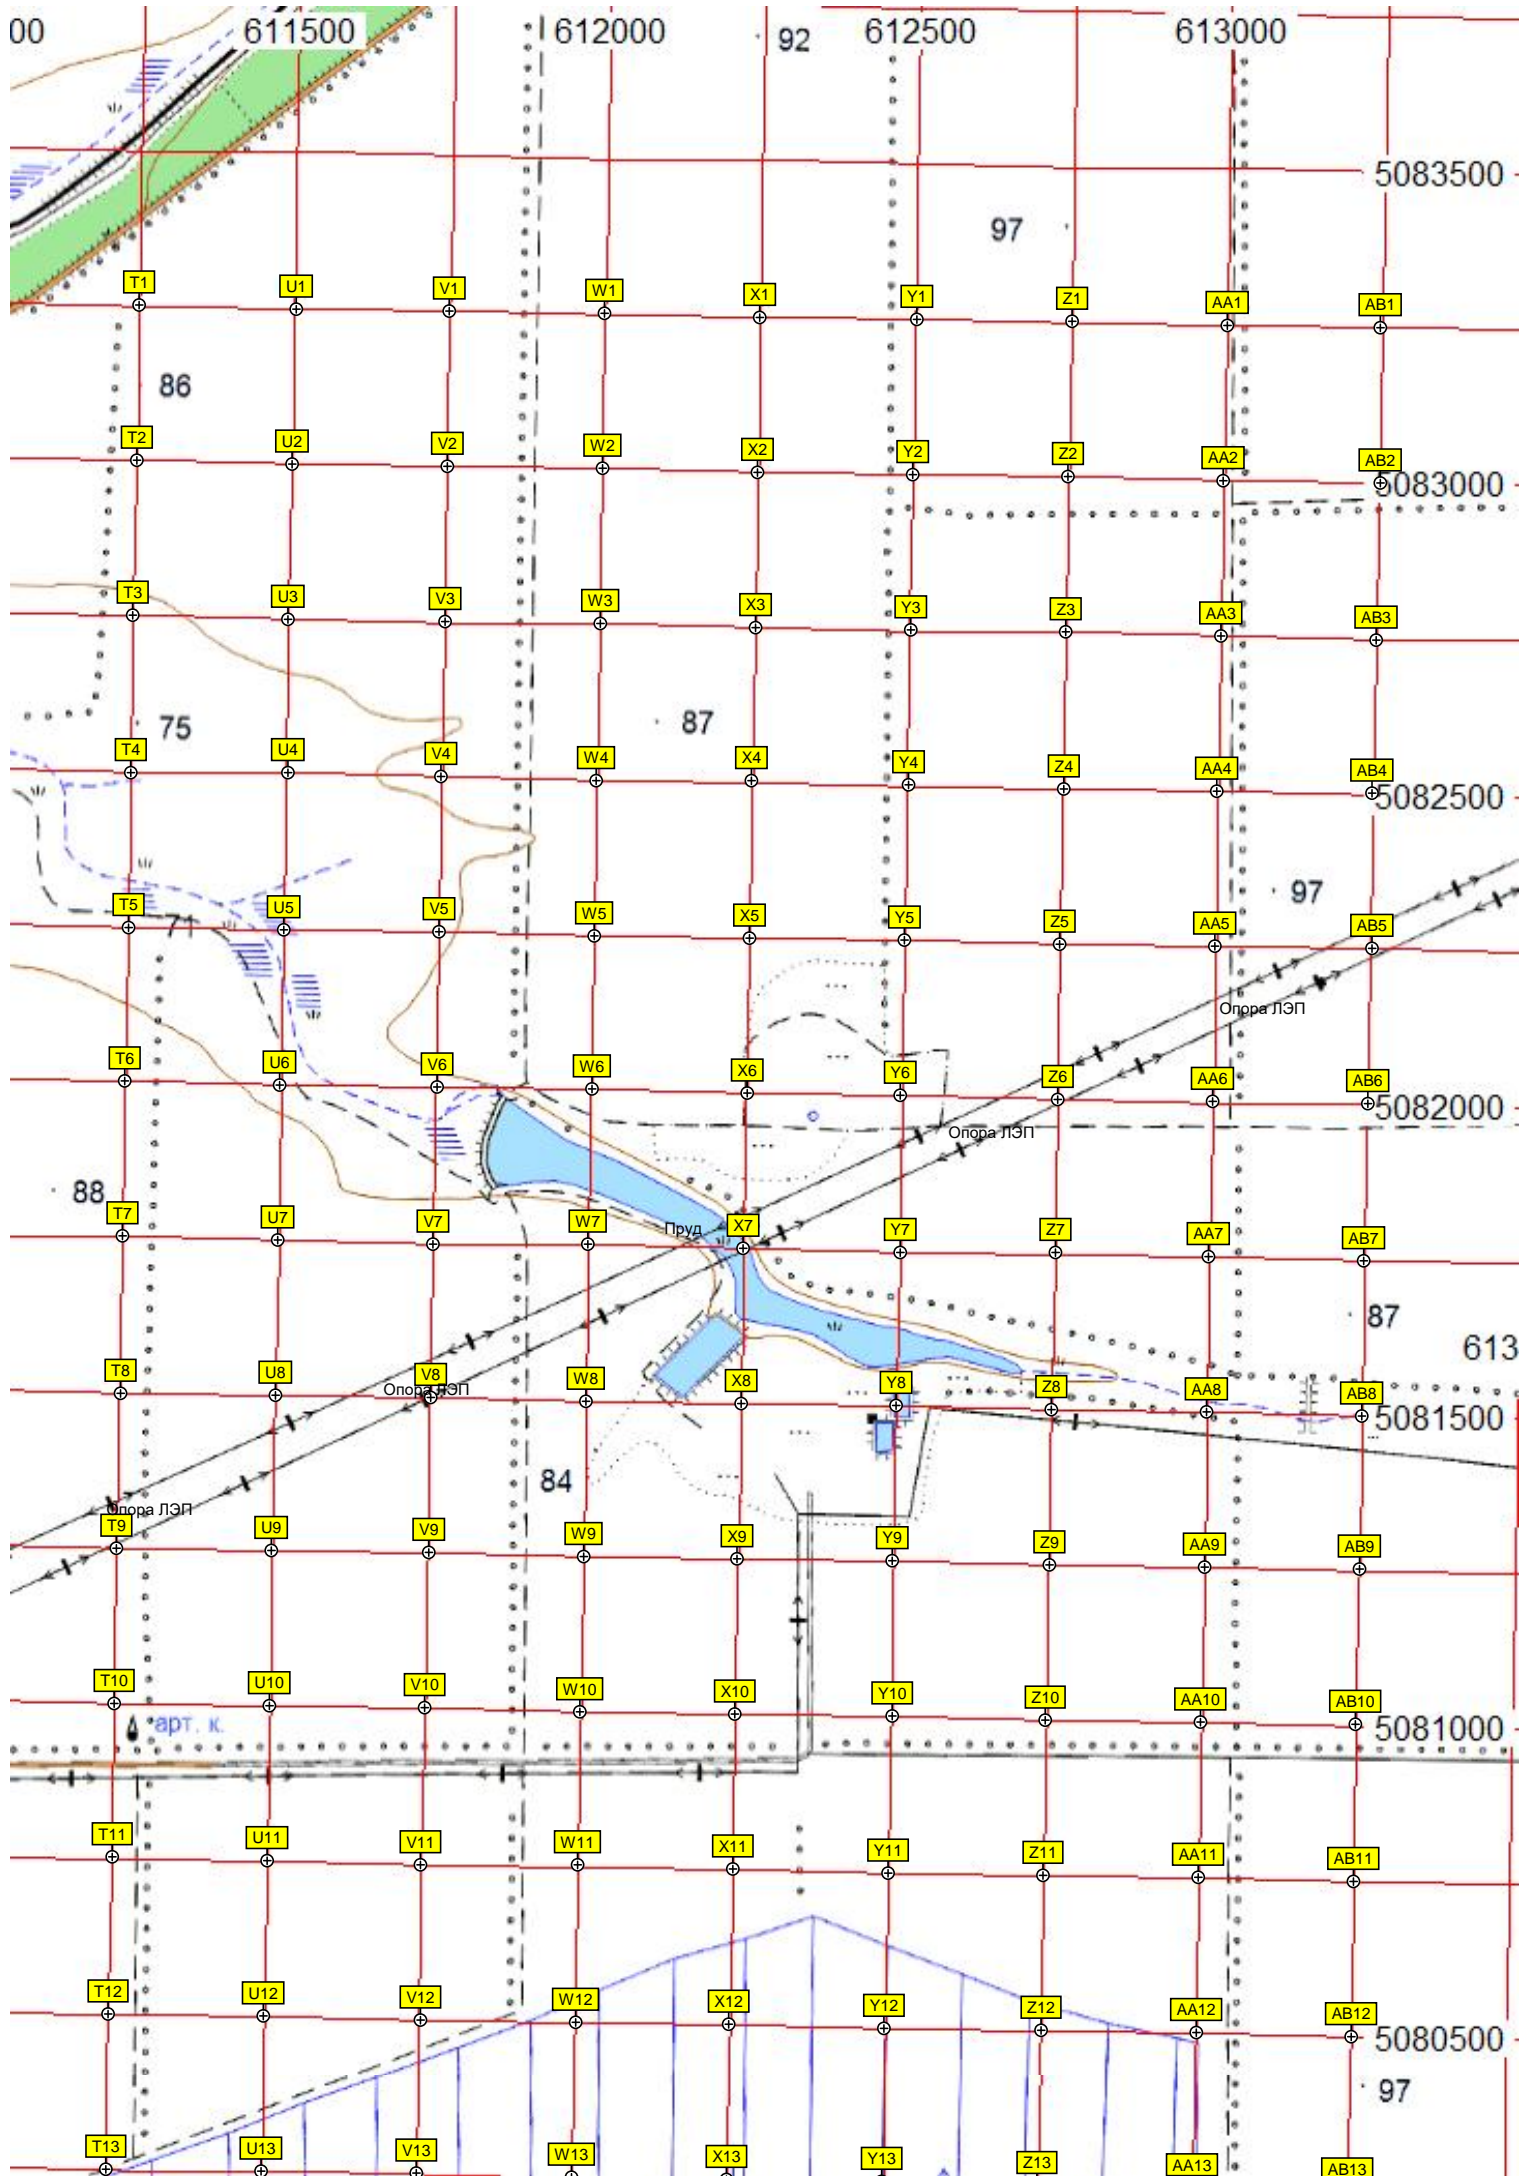 00 611500 612000 92 612500 613000
5083500
97
T1 U1 V1 W1 X1 Y1 Z1 AA1 AB1
86
T2 U2 V2 W2 X2 Y2 Z2 AA2 AB2
5083000
T3 U3 V3 W3 X3 Y3 Z3 AA3 AB3
75 87
T4 U4 V4 W4 X4 Y4 Z4 AA4 AB4
5082500
97
T5 U5 V5 W5 X5 Y5 Z5 AA5 AB5
71
Опора ЛЭП
T6 U6 V6 W6 X6 Y6 Z6 AA6 AB6
5082000
Опора ЛЭП
88
T7 U7 V7 W7 Пруд X7 Y7 Z7 AA7 AB7
87
613
T8 U8 V8 W8 X8 Y8 Z8 AA8 AB8
Опора ЛЭП
5081500
84
Опора ЛЭП
T9 U9 V9 W9 X9 Y9 Z9 AA9 AB9
T10 U10 V10 W10 X10 Y10 Z10 AA10 AB10
арт. к. 5081000
T11 U11 V11 W11 X11 Y11 Z11 AA11 AB11
T12 U12 V12 W12 X12 Y12 Z12 AA12 AB12
5080500
97
T13 U13 V13 W13 X13 Y13 Z13 AA13 AB13